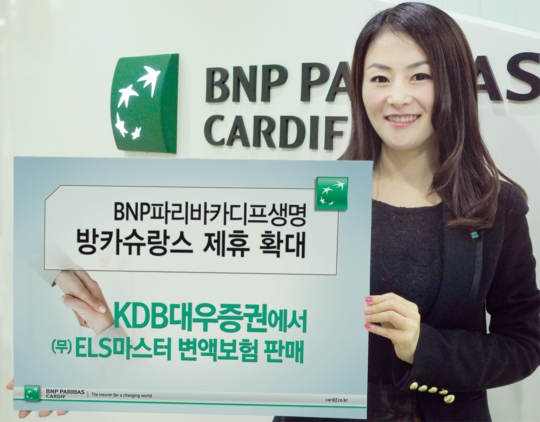 BNP PARIBAS
CARDIF
BNP파리바카디프생명
방카슈랑스 제휴 확대
KDB대우증권에서
(무) ELS마스터 변액보험 판매
BNP PARIBAS
CARDIF
The insurer for a changing world
cardif.co.kr